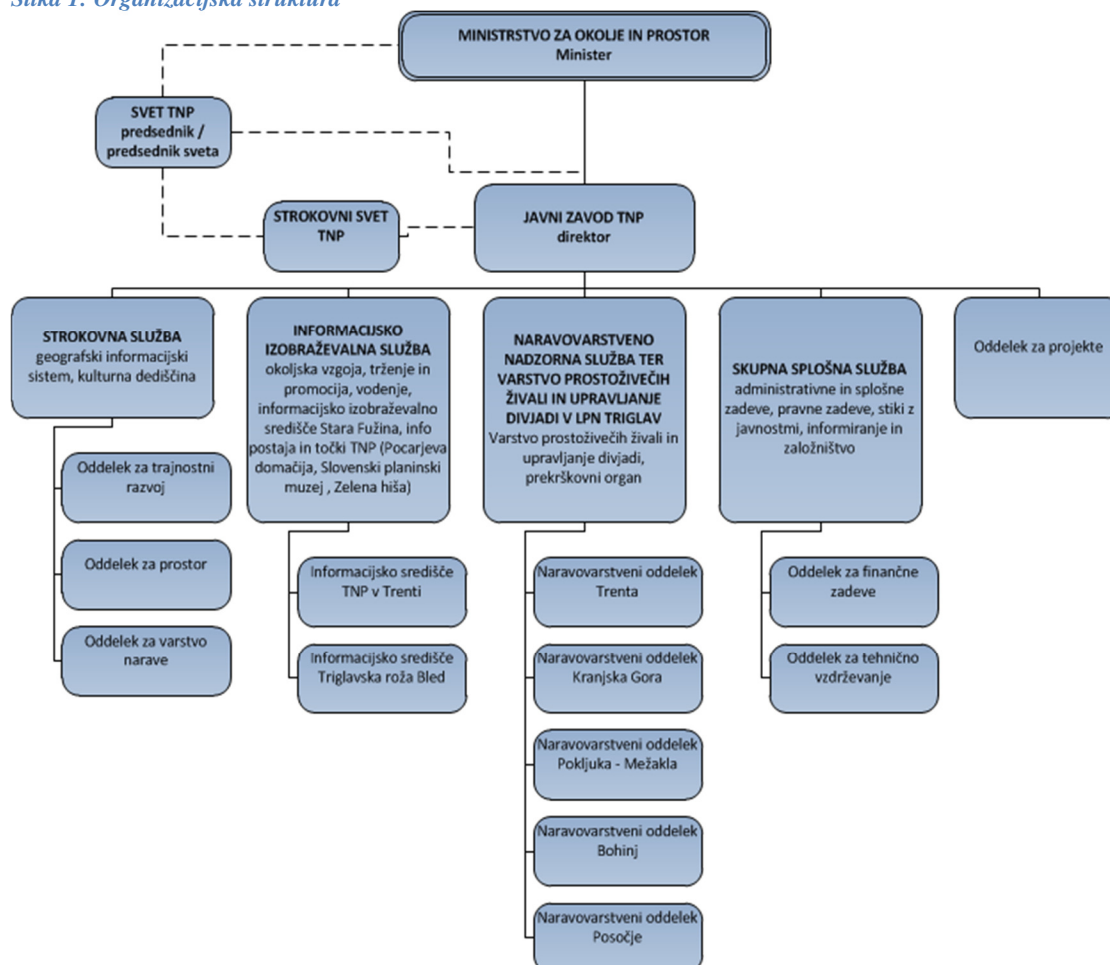 Slika 1: Organizacijska struktura
MINISTRSTVO ZA OKOLJE IN PROSTOR
Minister
SVET TNP
predsednik /
predsednik sveta
STROKOVNI SVET
TNP
JAVNI ZAVOD TNP
direktor
STROKOVNA SLUŽBA
geografski informacijski
sistem, kulturna dediščina
Oddelek za trajnostni
razvoj
Oddelek za prostor
Oddelek za varstvo
narave
INFORMACIJSKO
IZOBRAŽEVALNA SLUŽBA
okoljska vzgoja, trženje in
promocija, vodenje,
informacijsko izobraževalno
središče Stara Fužina, info
postaja in točki TNP (Pocarjeva
domačija, Slovenski planinski
muzej , Zelena hiša)
Informacijsko središče
TNP v Trenti
Informacijsko središče
Triglavska roža Bled
NARAVOVARSTVENO
NADZORNA SLUŽBA TER
VARSTVO PROSTOŽIVEČIH
ŽIVALI IN UPRAVLJANJE
DIVJADI V LPN TRIGLAV
Varstvo prostoživečih živali in
upravljanje divjadi,
prekrškovni organ
Naravovarstveni oddelek
Trenta
Naravovarstveni oddelek
Kranjska Gora
Naravovarstveni oddelek
Pokljuka - Mežakla
Naravovarstveni oddelek
Bohinj
Naravovarstveni oddelek
Posočje
SKUPNA SPLOŠNA SLUŽBA
administrativne in splošne
zadeve, pravne zadeve, stiki z
javnostmi, informiranje in
založništvo
Oddelek za finančne
zadeve
Oddelek za tehnično
vzdrževanje
Oddelek za projekte